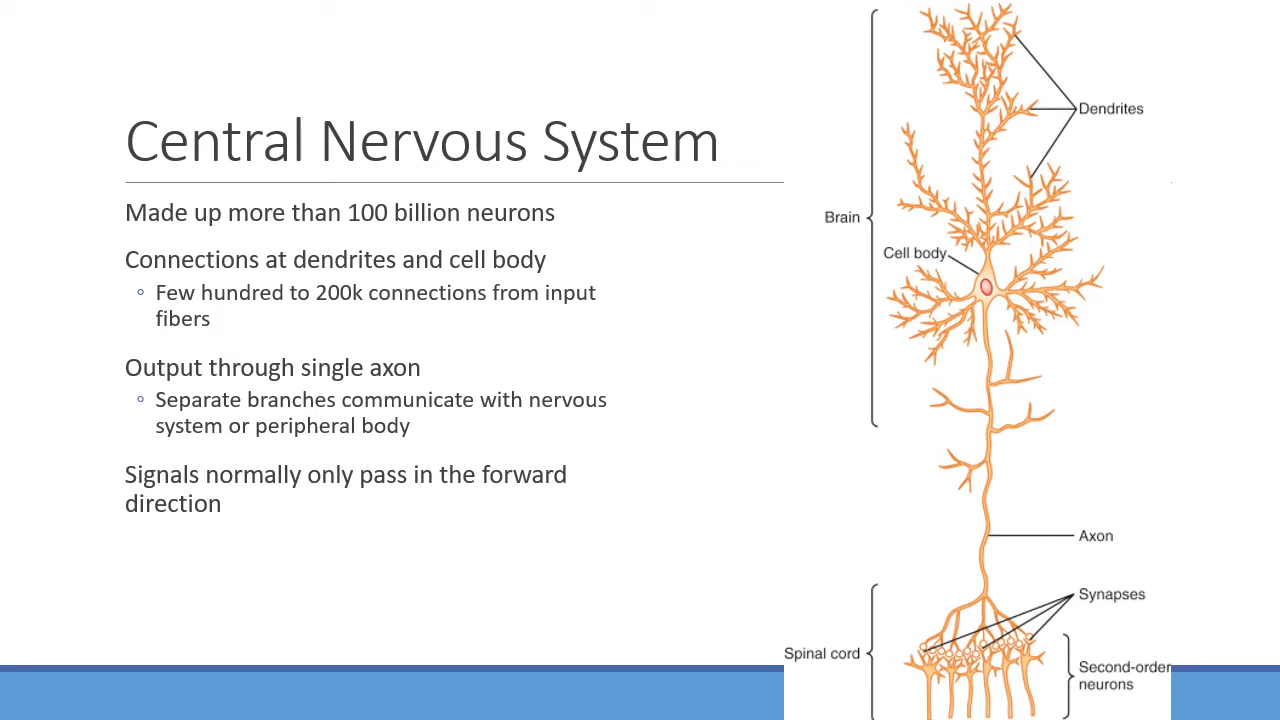 Central Nervous System
Made up more than 100 billion neurons
Connections at dendrites and cell body
Few hundred to 200k connections from input
fibers
Output through single axon
Separate branches communicate with nervous
system or peripheral body
Signals normally only pass in the forward
direction
Dendrites
Brain
Cell body
Axon
Synapses
Spinal cord
Second-order
neurons